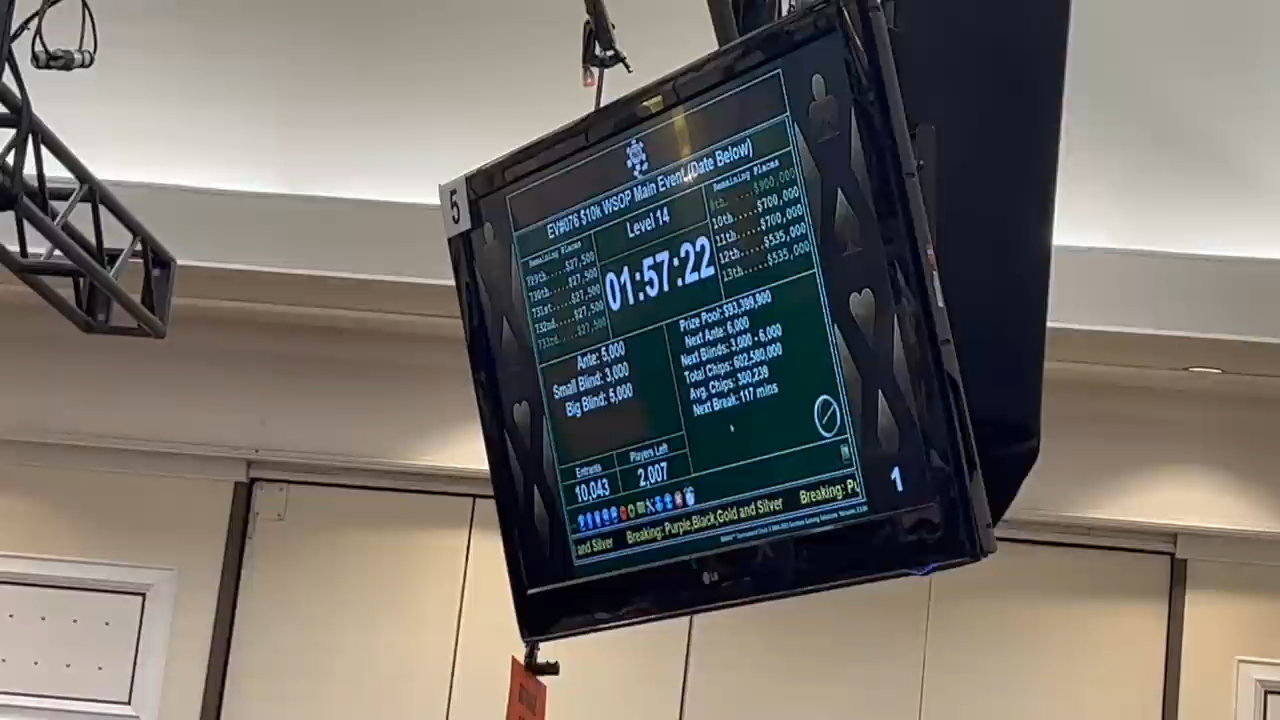 5
EV#076 $10k WSOP Main Event (Date Below)
Remaining Places
729th.....$27,500
730th.....$27,500
731st.....$27,500
732nd.....$27,500
733rd.....$27,500
Level 14
01:57:22
Remaining Places
9th.....$900,000
10th.....$700,000
11th.....$700,000
12th.....$535,000
13th.....$535,000
Ante: 5,000
Small Blind: 3,000
Big Blind: 5,000
Prize Pool: $93,399,900
Next Ante: 6,000
Next Blinds: 3,000 - 6,000
Total Chips: 602,580,000
Avg. Chips: 300,239
Next Break: 117 mins
Entrants
10,043
Players Left
2,007
and Silver Breaking: Purple,Black,Gold and Silver Breaking: Pu
1
LG